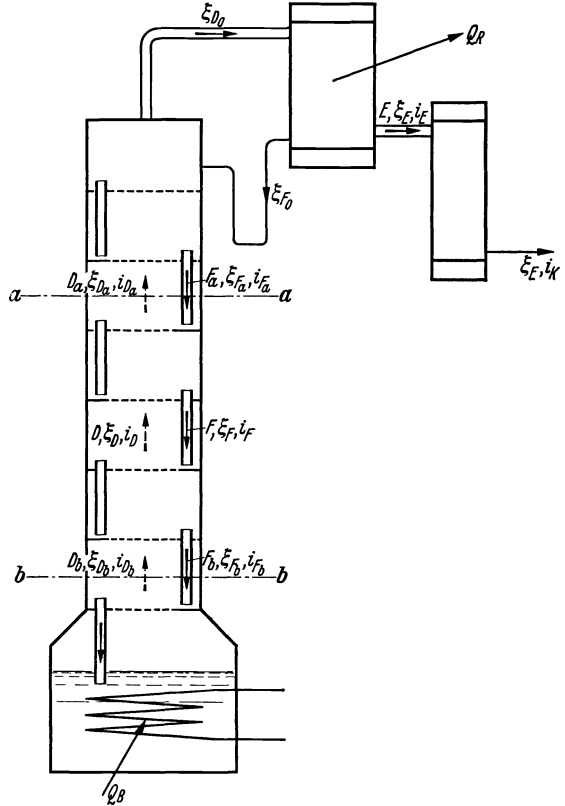 ξ_{D_0}
Q_R
E, ξ_E, i_E
ξ_{F_0}
ξ_E, i_K
D_a, ξ_{D_a}, i_{D_a}
F_a, ξ_{F_a}, i_{F_a}
a a
D, ξ_D, i_D
F, ξ_F, i_F
D_b, ξ_{D_b}, i_{D_b}
F_b, ξ_{F_b}, i_{F_b}
b b
Q_B